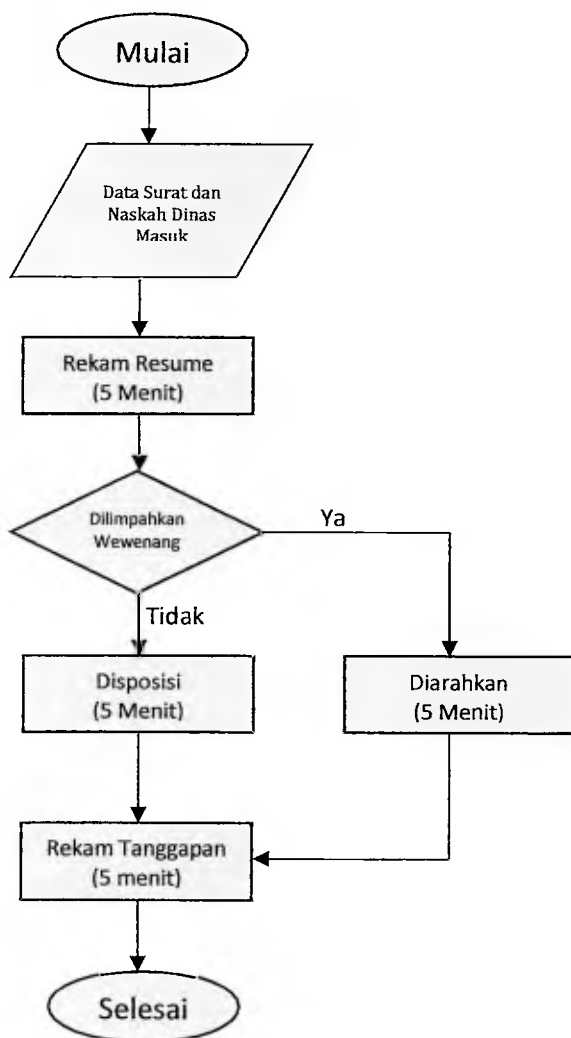 Mulai
Data Surat dan
Naskah Dinas
Masuk
Rekam Resume
(5 Menit)
Dilimpahkan
Wewenang
Ya
Tidak
Disposisi
(5 Menit)
Diarahkan
(5 Menit)
Rekam Tanggapan
(5 menit)
Selesai